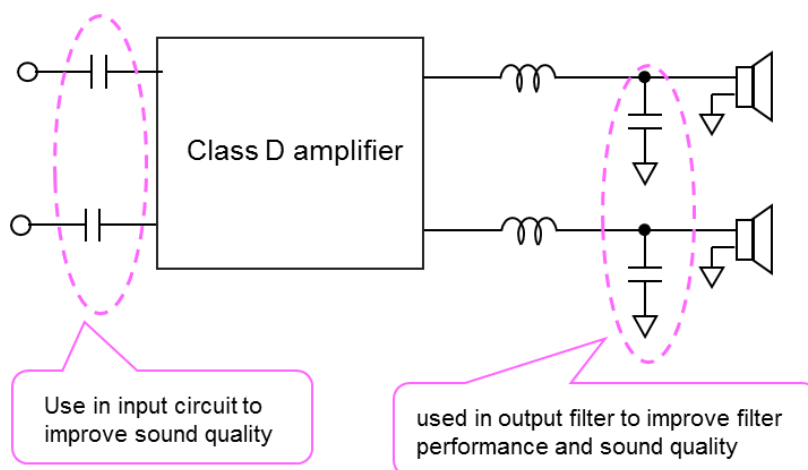 Class D amplifier
Use in input circuit to
improve sound quality
used in output filter to improve filter
performance and sound quality